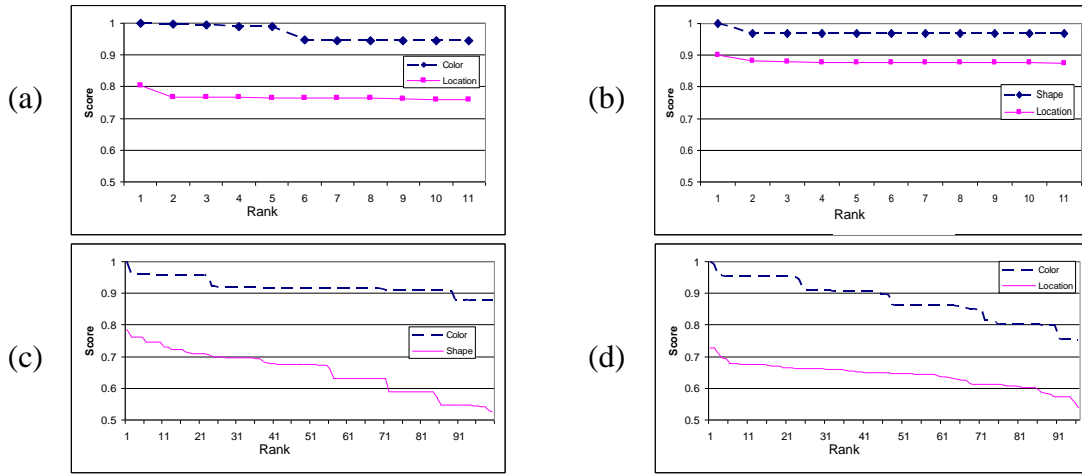 (a)
1
0.9
0.8
0.7
0.6
0.5
Score
1 2 3 4 5 6 7 8 9 10 11
Rank
Color
Location
(b)
1
0.9
0.8
0.7
0.6
0.5
Score
1 2 3 4 5 6 7 8 9 10 11
Rank
Shape
Location
(c)
1
0.9
0.8
0.7
0.6
0.5
Score
1 11 21 31 41 51 61 71 81 91
Rank
Color
Shape
(d)
1
0.9
0.8
0.7
0.6
0.5
Score
1 11 21 31 41 51 61 71 81 91
Rank
Color
Location